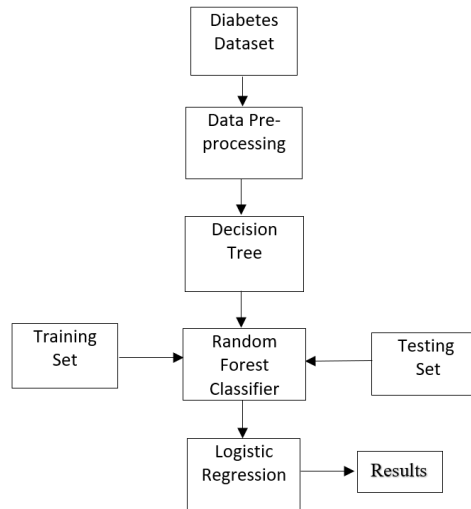 Diabetes
Dataset
Data Pre-
processing
Decision
Tree
Training
Set
Random
Forest
Classifier
Testing
Set
Logistic
Regression
Results